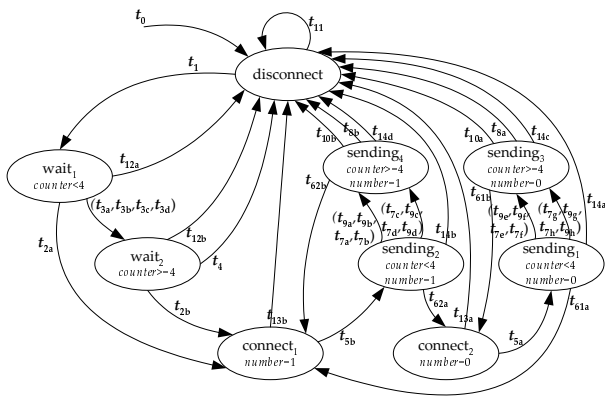 t0
t11
t1
disconnect
t12a
t10b
t8b
t14d
t10a
t8a
t14c
wait1
counter<4
sending4
counter>=4
number=1
sending3
counter>=4
number=0
t62b
t61b
t14a
(t3a,t3b,t3c,t3d)
(t9a,t9b,
t7a,t7b)
(t7c,t9c,
t7d,t9d)
(t9e,t9f,
t7e,t7f)
(t7g,t9g,
t7h,t9h)
t2a
t12b
t4
t14b
wait2
counter>=4
sending2
counter<4
number=1
sending1
counter<4
number=0
t2b
t13b
t62a
t13a
t61a
t5b
t5a
connect1
number=1
connect2
number=0